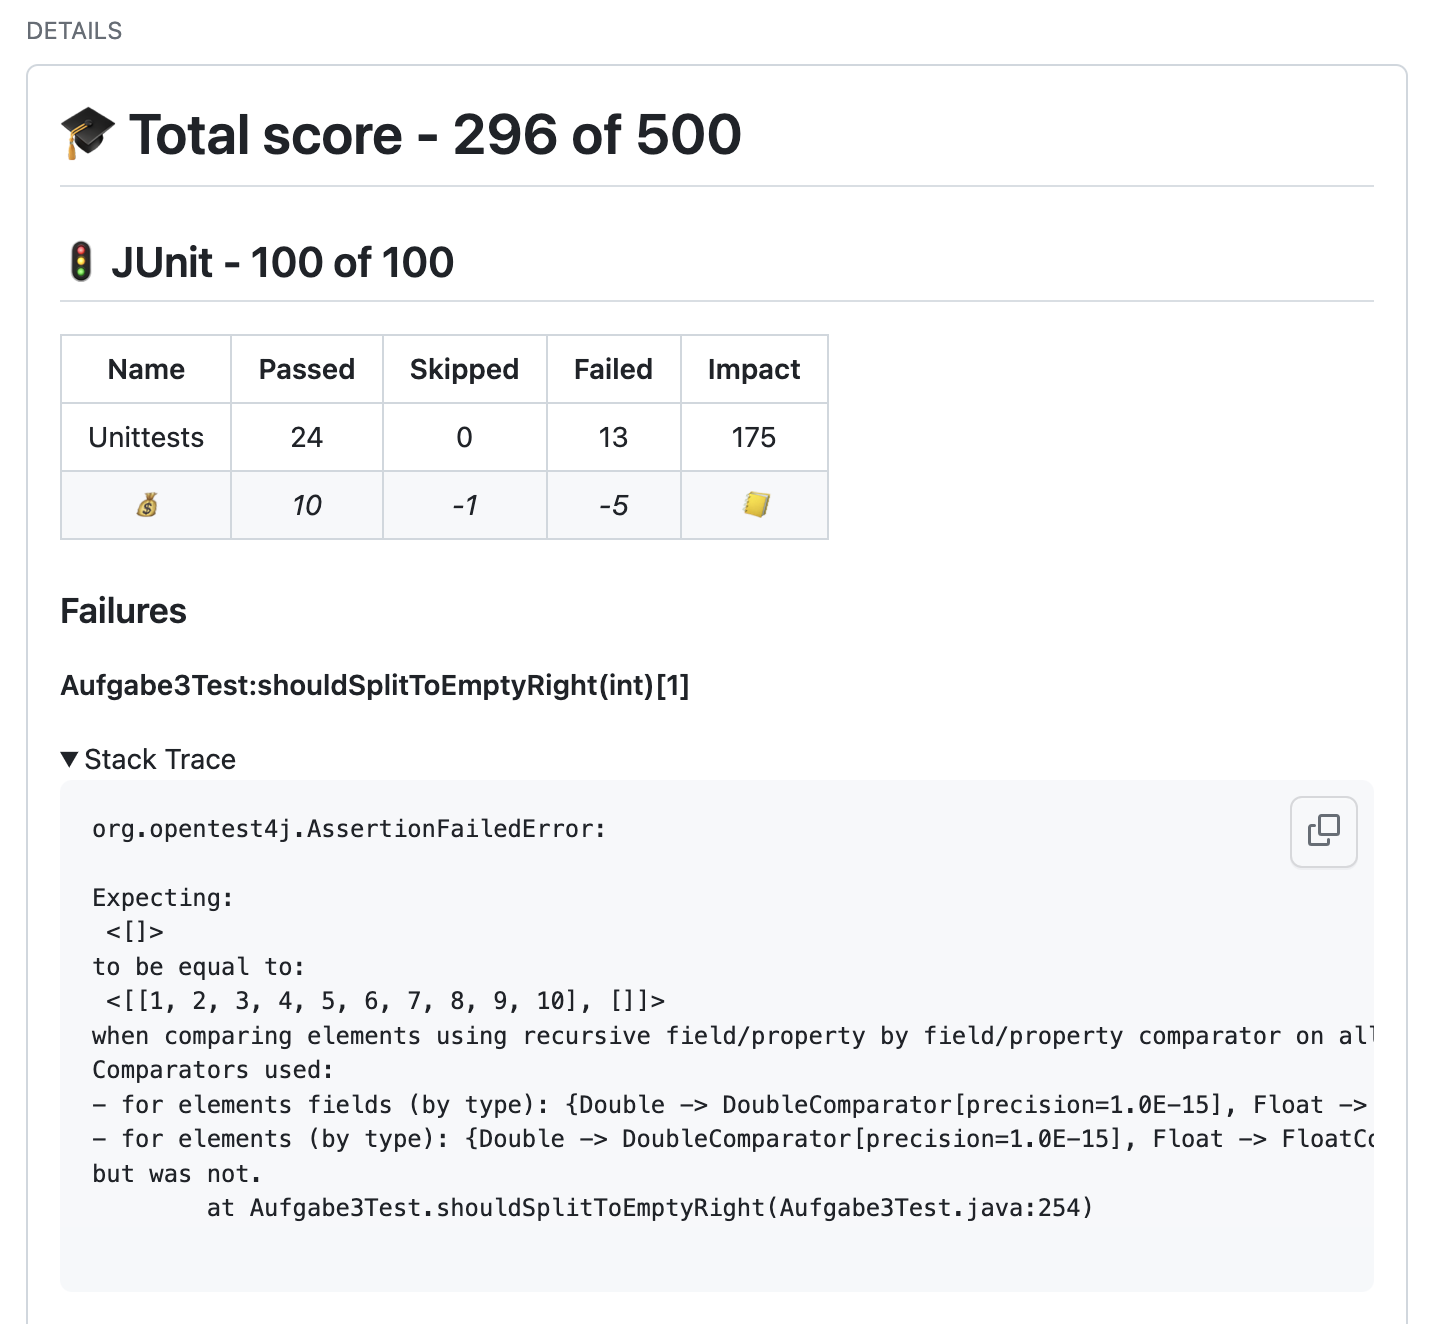 DETAILS
🎓 Total score - 296 of 500
🚦 JUnit - 100 of 100
Name Passed Skipped Failed Impact
Unittests 24 0 13 175
💰 10 -1 -5 📒
Failures
Aufgabe3Test:shouldSplitToEmptyRight(int)[1]
▼ Stack Trace
org.opentest4j.AssertionFailedError:
Expecting:
<[]>
to be equal to:
<[[1, 2, 3, 4, 5, 6, 7, 8, 9, 10], []]>
when comparing elements using recursive field/property by field/property comparator on all
Comparators used:
- for elements fields (by type): {Double -> DoubleComparator[precision=1.0E-15], Float ->
- for elements (by type): {Double -> DoubleComparator[precision=1.0E-15], Float -> FloatCo
but was not.
at Aufgabe3Test.shouldSplitToEmptyRight(Aufgabe3Test.java:254)